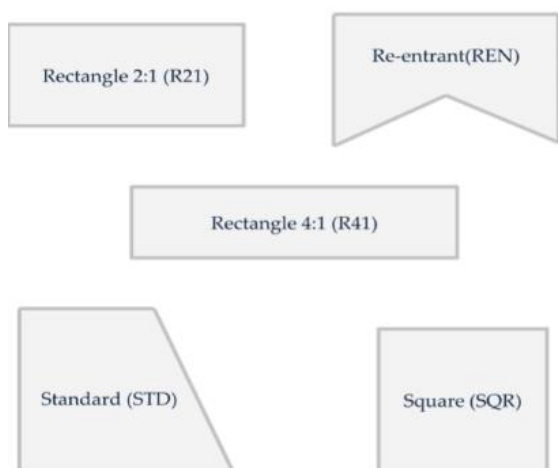 Rectangle 2:1 (R21)
Re-entrant(REN)
Rectangle 4:1 (R41)
Standard (STD)
Square (SQR)